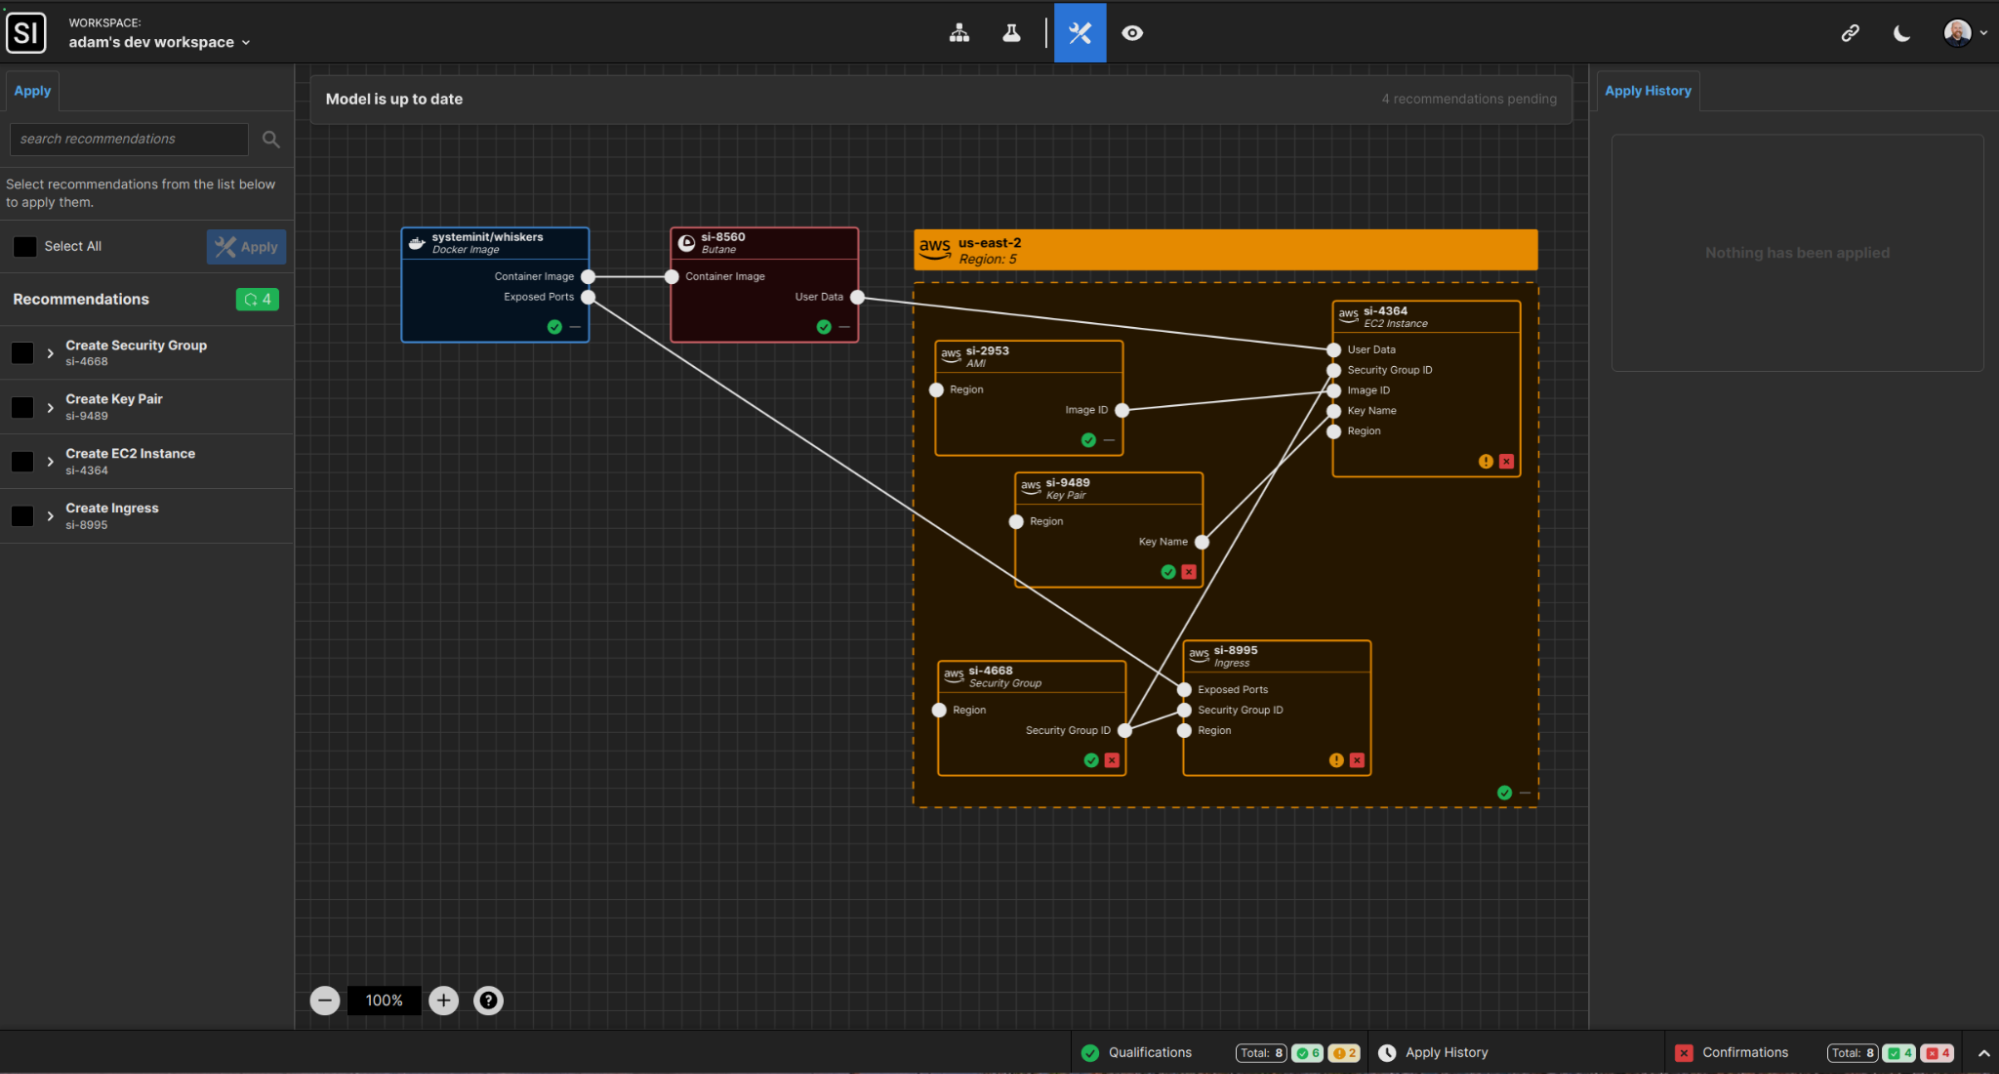 SI
WORKSPACE:
adam's dev workspace
Apply
search recommendations
Select recommendations from the list below
to apply them.
Select All
Apply
Recommendations
4
Create Security Group
si-4668
Create Key Pair
si-9489
Create EC2 Instance
si-4364
Create Ingress
si-8995
Model is up to date
4 recommendations pending
systeminit/whiskers
Docker Image
Container Image
Exposed Ports
si-8560
Butane
Container Image
User Data
aws
us-east-2
Region: 5
aws
si-4364
EC2 Instance
User Data
Security Group ID
Image ID
Key Name
Region
aws
si-2953
AMI
Region
Image ID
aws
si-9489
Key Pair
Region
Key Name
aws
si-4668
Security Group
Region
Security Group ID
aws
si-8995
Ingress
Exposed Ports
Security Group ID
Region
Apply History
Nothing has been applied
100%
?
Qualifications
Total: 8
6
2
Apply History
Confirmations
Total: 8
4
4